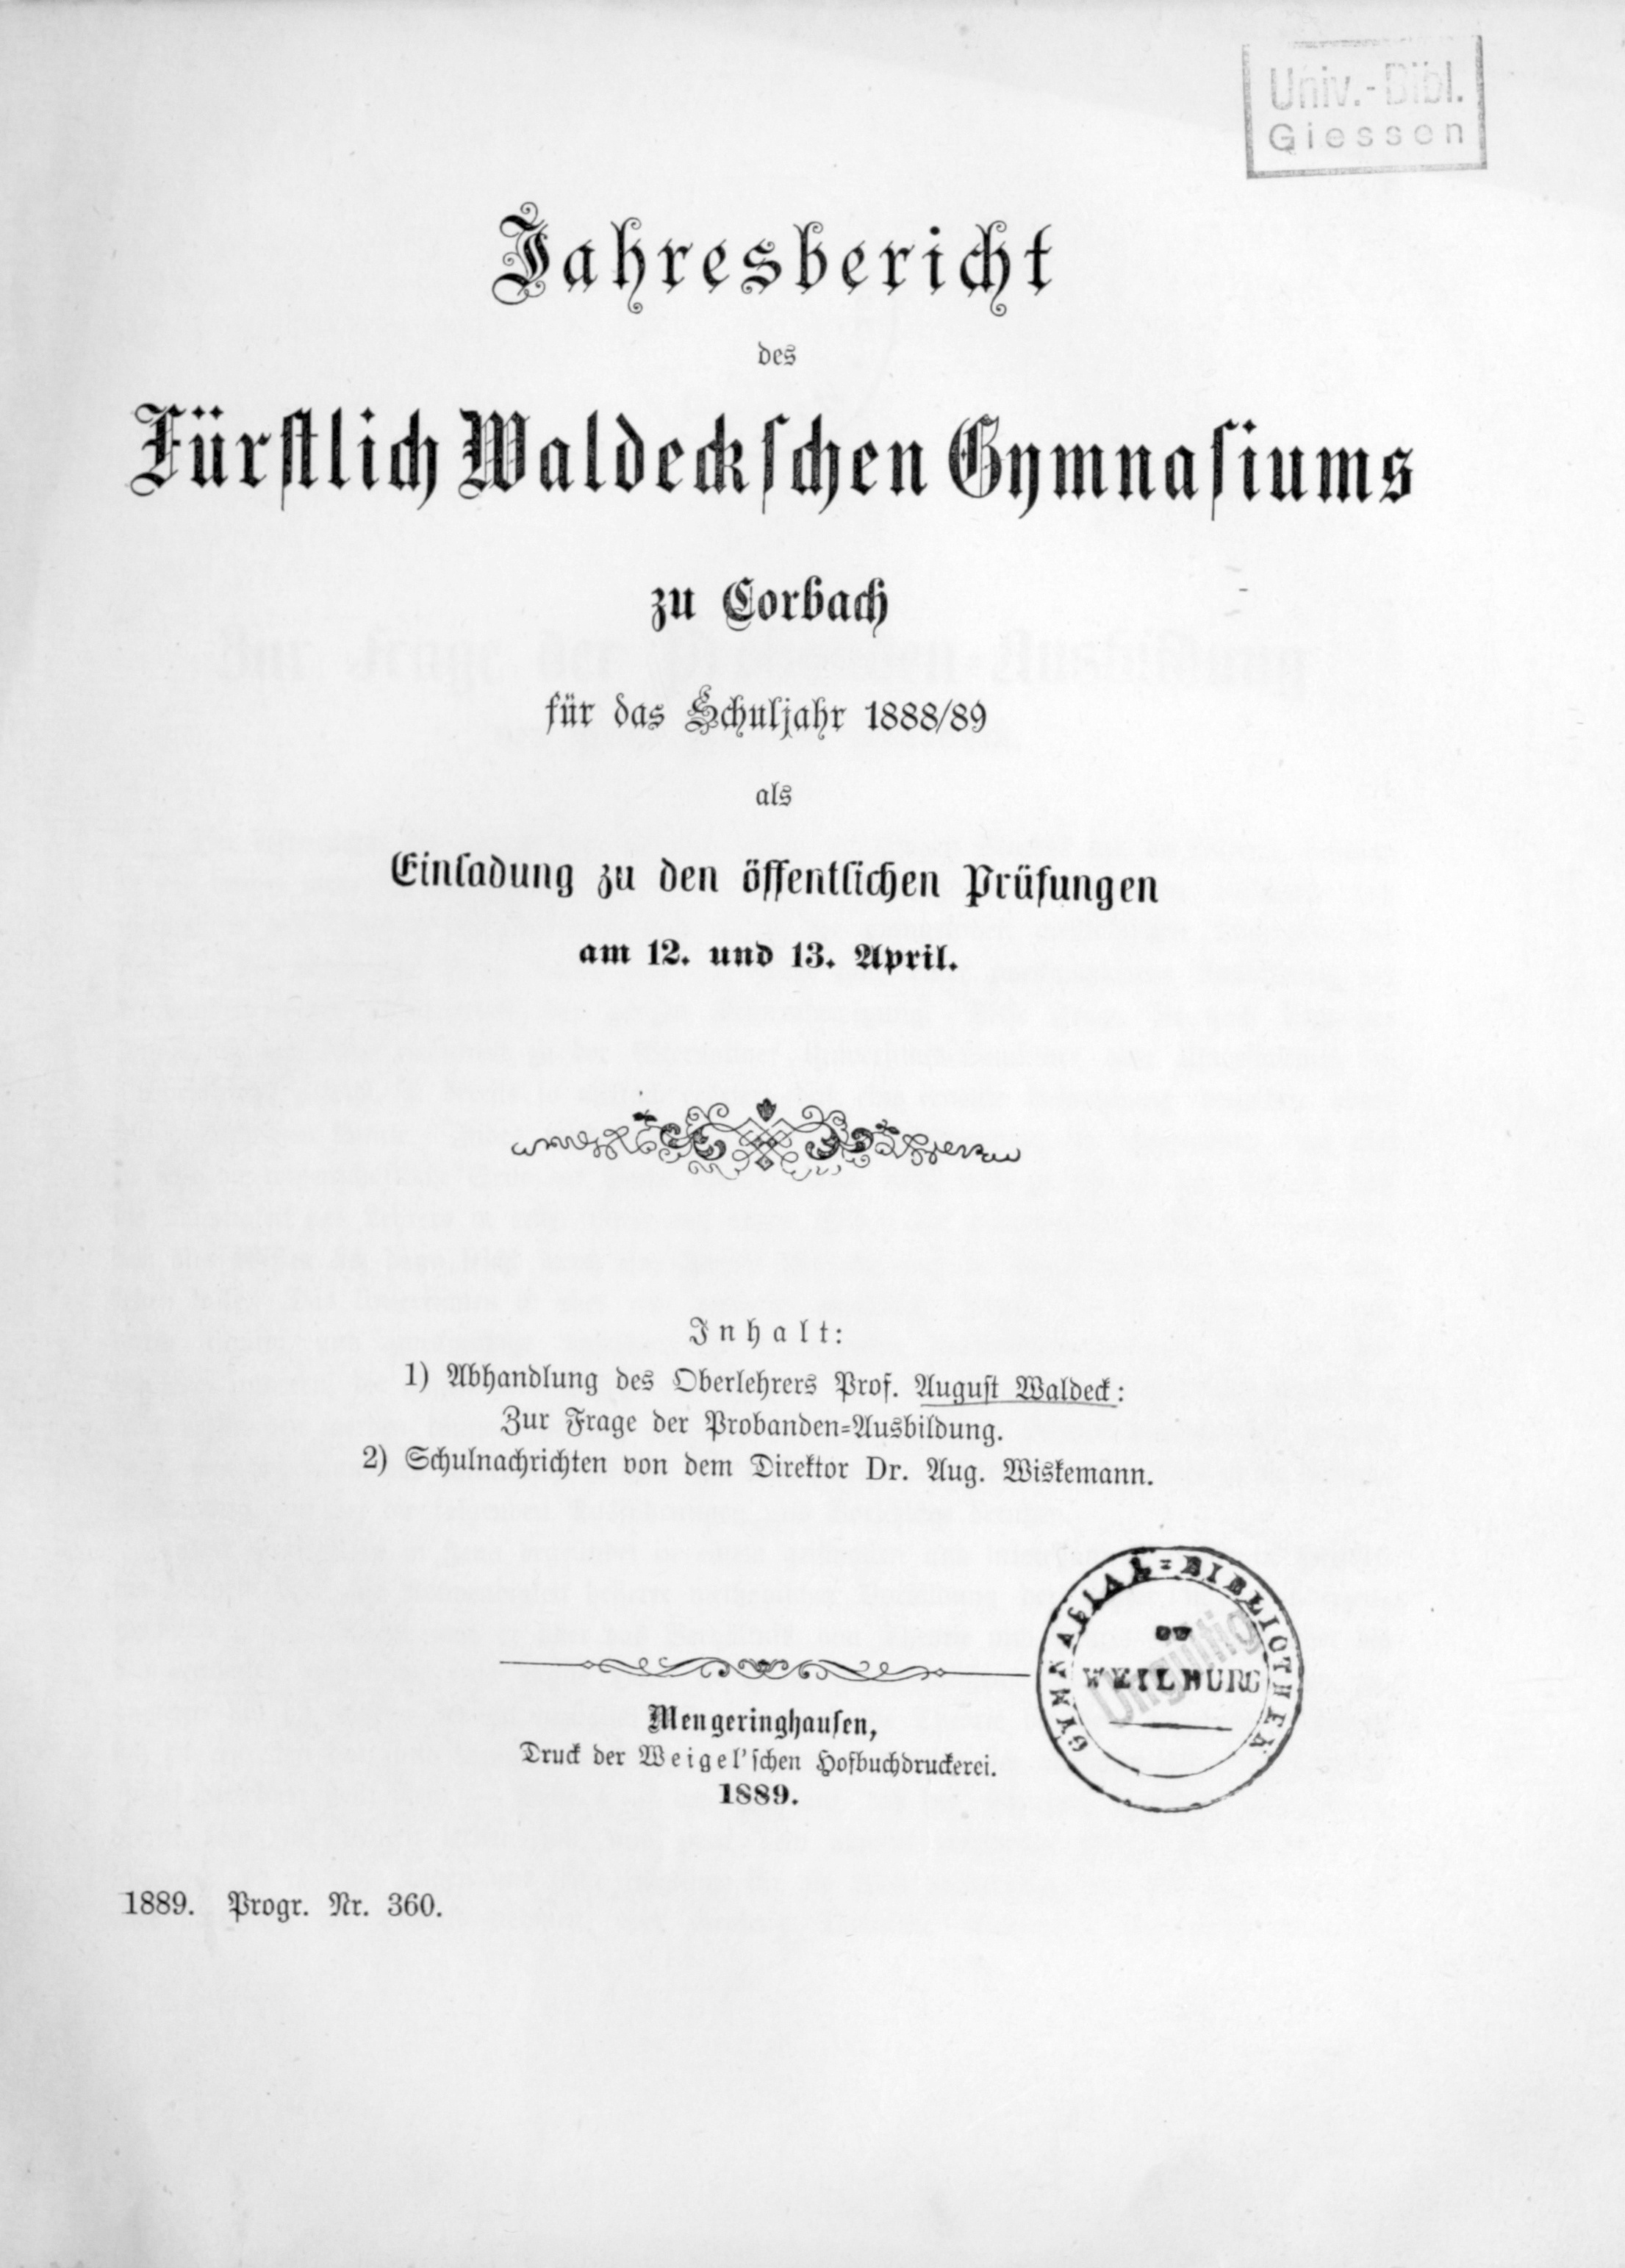 Univ.-Bibl.
Giessen
Jahresbericht
des
Fürstlich Waldeckschen Gymnasiums
zu Corbach
für das Schuljahr 1888/89
als
Einladung zu den öffentlichen Prüfungen
am 12. und 13. April.
Inhalt:
1) Abhandlung des Oberlehrers Prof. August Waldeck:
Zur Frage der Probanden-Ausbildung.
2) Schulnachrichten von dem Direktor Dr. Aug. Wiskemann.
GYMNASIAL-BIBLIOTHEK
WEILBURG
Ungültig
Mengeringhausen,
Druck der Weigel'schen Hofbuchdruckerei.
1889.
1889. Progr. Nr. 360.